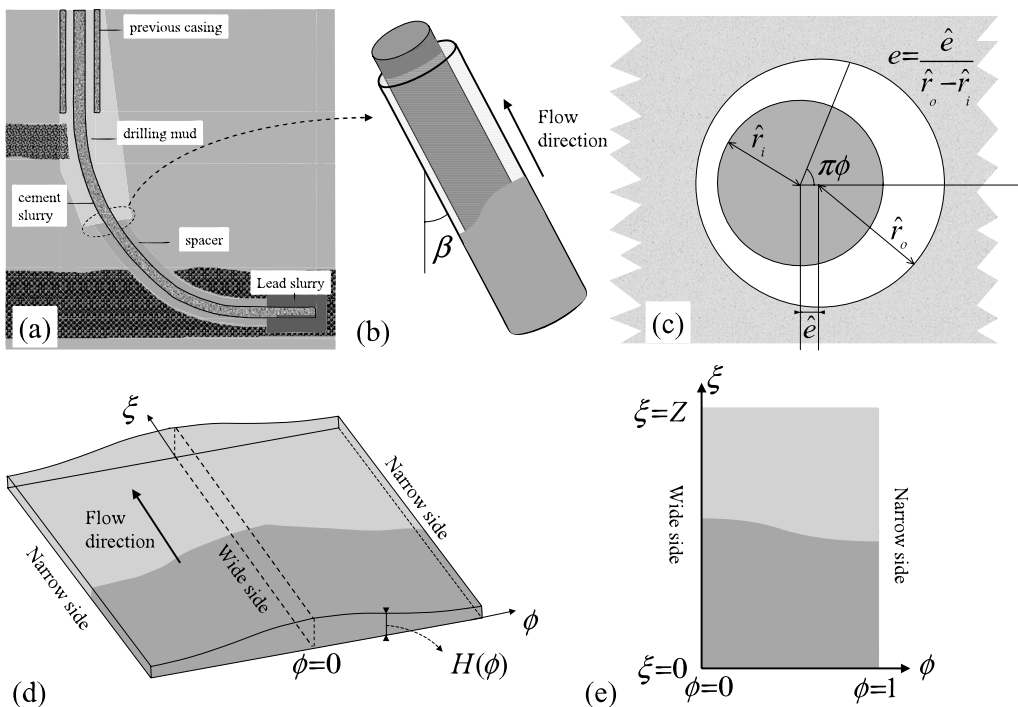 previous casing
drilling mud
cement
slurry
spacer
Lead slurry
(a)
Flow
direction
β
(b)
e = ê / (r̂ₒ − r̂ᵢ)
r̂ᵢ
πϕ
r̂ₒ
ê
(c)
ξ
Narrow side
Flow
direction
Wide side
Narrow side
ϕ
ϕ=0
H(ϕ)
(d)
ξ
ξ=Z
Wide side
Narrow side
ξ=0
ϕ
ϕ=0
ϕ=1
(e)